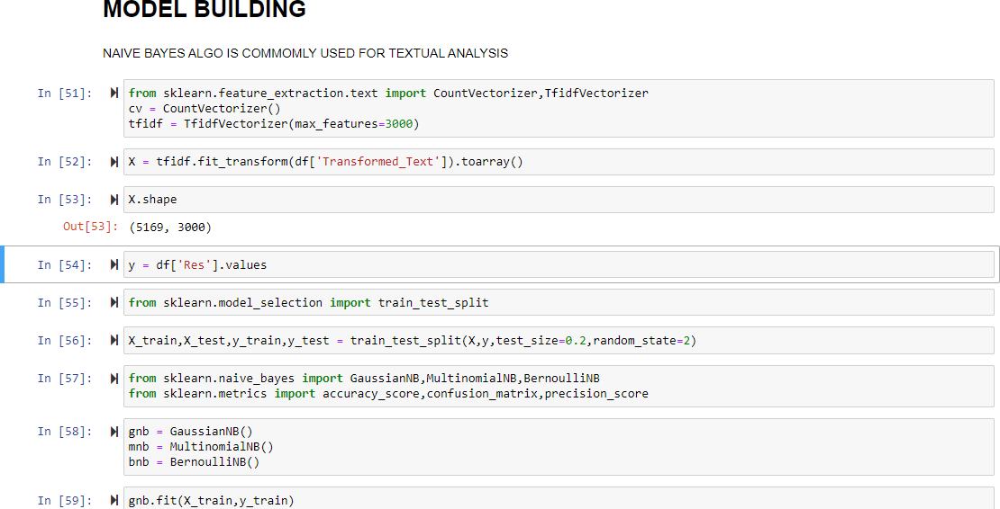 MODEL BUILDING
NAIVE BAYES ALGO IS COMMOMLY USED FOR TEXTUAL ANALYSIS
In [51]: from sklearn.feature_extraction.text import CountVectorizer,TfidfVectorizer
cv = CountVectorizer()
tfidf = TfidfVectorizer(max_features=3000)
In [52]: X = tfidf.fit_transform(df['Transformed_Text']).toarray()
In [53]: X.shape
Out[53]: (5169, 3000)
In [54]: y = df['Res'].values
In [55]: from sklearn.model_selection import train_test_split
In [56]: X_train,X_test,y_train,y_test = train_test_split(X,y,test_size=0.2,random_state=2)
In [57]: from sklearn.naive_bayes import GaussianNB,MultinomialNB,BernoulliNB
from sklearn.metrics import accuracy_score,confusion_matrix,precision_score
In [58]: gnb = GaussianNB()
mnb = MultinomialNB()
bnb = BernoulliNB()
In [59]: gnb.fit(X_train,y_train)